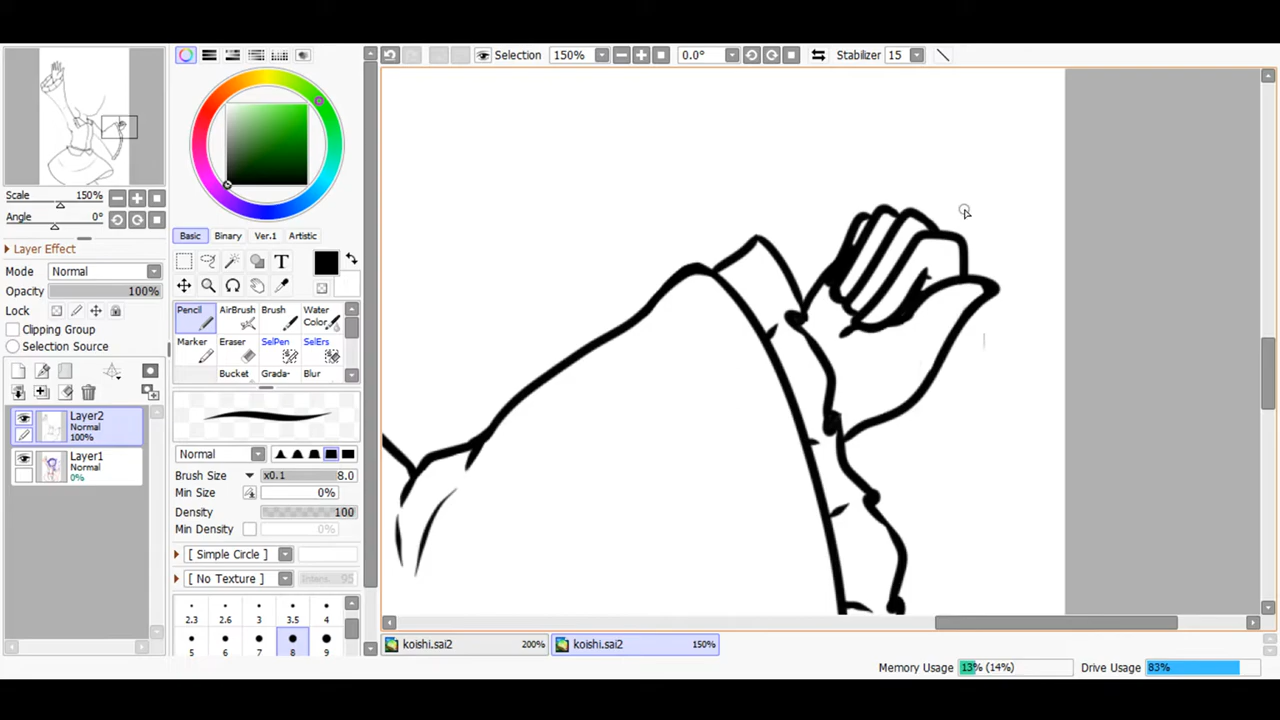 Selection 150% 0.0° Stabilizer 15
Scale 150%
Angle 0°
Layer Effect
Mode Normal
Opacity 100%
Lock
Clipping Group
Selection Source
Layer2
Normal
100%
Layer1
Normal
0%
Basic Binary Ver.1 Artistic
T
Pencil AirBrush Brush Water Color
Marker Eraser SelPen SelErs
Bucket Grada- Blur
Normal
Brush Size x0.1 8.0
Min Size 0%
Density 100
Min Density 0%
[ Simple Circle ]
[ No Texture ] Intens. 95
2.3 2.6 3 3.5 4
5 6 7 8 9
koishi.sai2 200% koishi.sai2 150%
Memory Usage 13% (14%) Drive Usage 83%